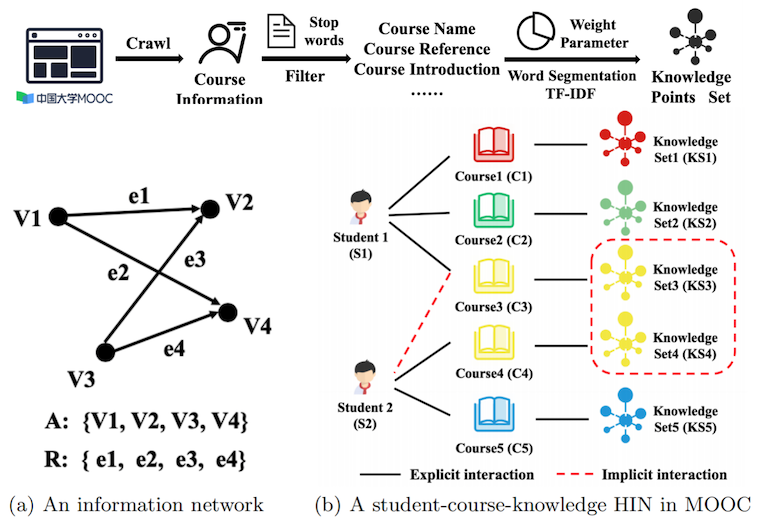 Crawl
Stop
words
Filter
Course
Information
Course Name
Course Reference
Course Introduction
......
Weight
Parameter
Word Segmentation
TF-IDF
Knowledge
Points Set
中国大学MOOC
V1
e1
V2
e2
e3
V4
e4
V3
A: {V1, V2, V3, V4}
R: { e1, e2, e3, e4}
Student 1
(S1)
Student 2
(S2)
Course1 (C1)
Course2 (C2)
Course3 (C3)
Course4 (C4)
Course5 (C5)
Knowledge
Set1 (KS1)
Knowledge
Set2 (KS2)
Knowledge
Set3 (KS3)
Knowledge
Set4 (KS4)
Knowledge
Set5 (KS5)
Explicit interaction
Implicit interaction
(a) An information network
(b) A student-course-knowledge HIN in MOOC